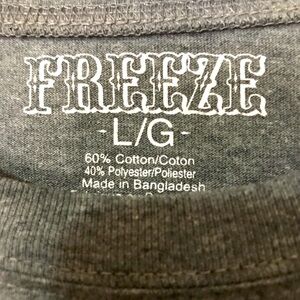 FREEZE
- L/G -
60% Cotton/Coton
40% Polyester/Poliester
Made in Bangladesh